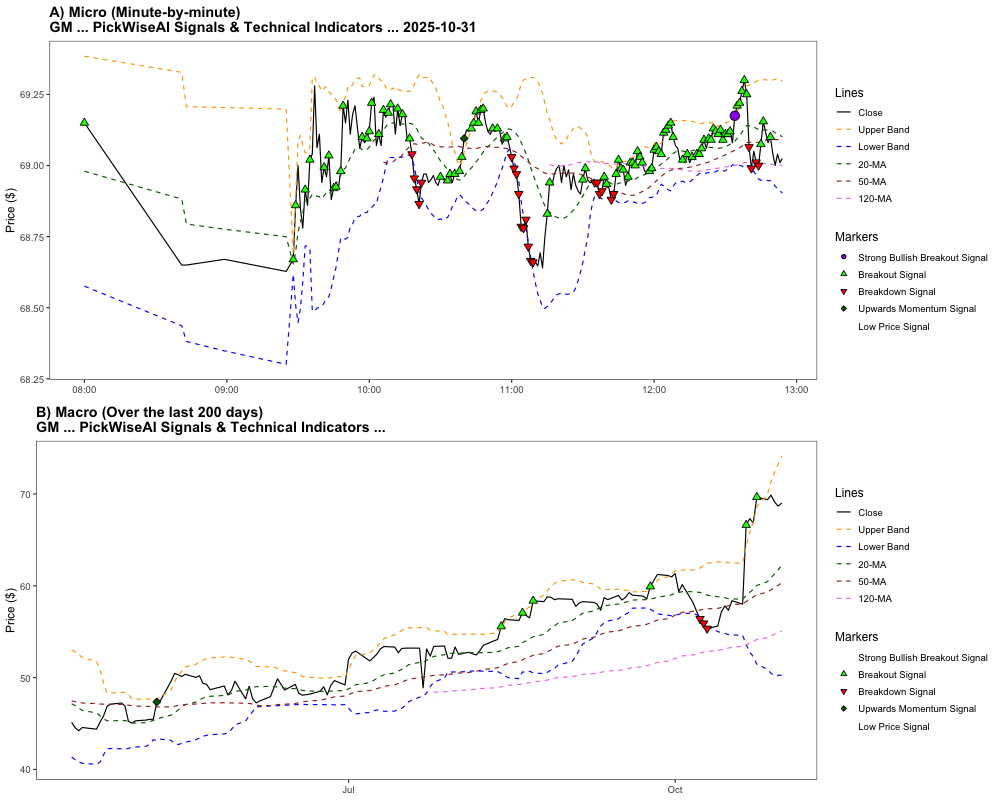 A) Micro (Minute-by-minute)
GM ... PickWiseAI Signals & Technical Indicators ... 2025-10-31
Price ($)
69.25
69.00
68.75
68.50
68.25
08:00
09:00
10:00
11:00
12:00
13:00
Lines
Close
Upper Band
Lower Band
20-MA
50-MA
120-MA
Markers
Strong Bullish Breakout Signal
Breakout Signal
Breakdown Signal
Upwards Momentum Signal
Low Price Signal
B) Macro (Over the last 200 days)
GM ... PickWiseAI Signals & Technical Indicators ...
Price ($)
70
60
50
40
Jul
Oct
Lines
Close
Upper Band
Lower Band
20-MA
50-MA
120-MA
Markers
Strong Bullish Breakout Signal
Breakout Signal
Breakdown Signal
Upwards Momentum Signal
Low Price Signal